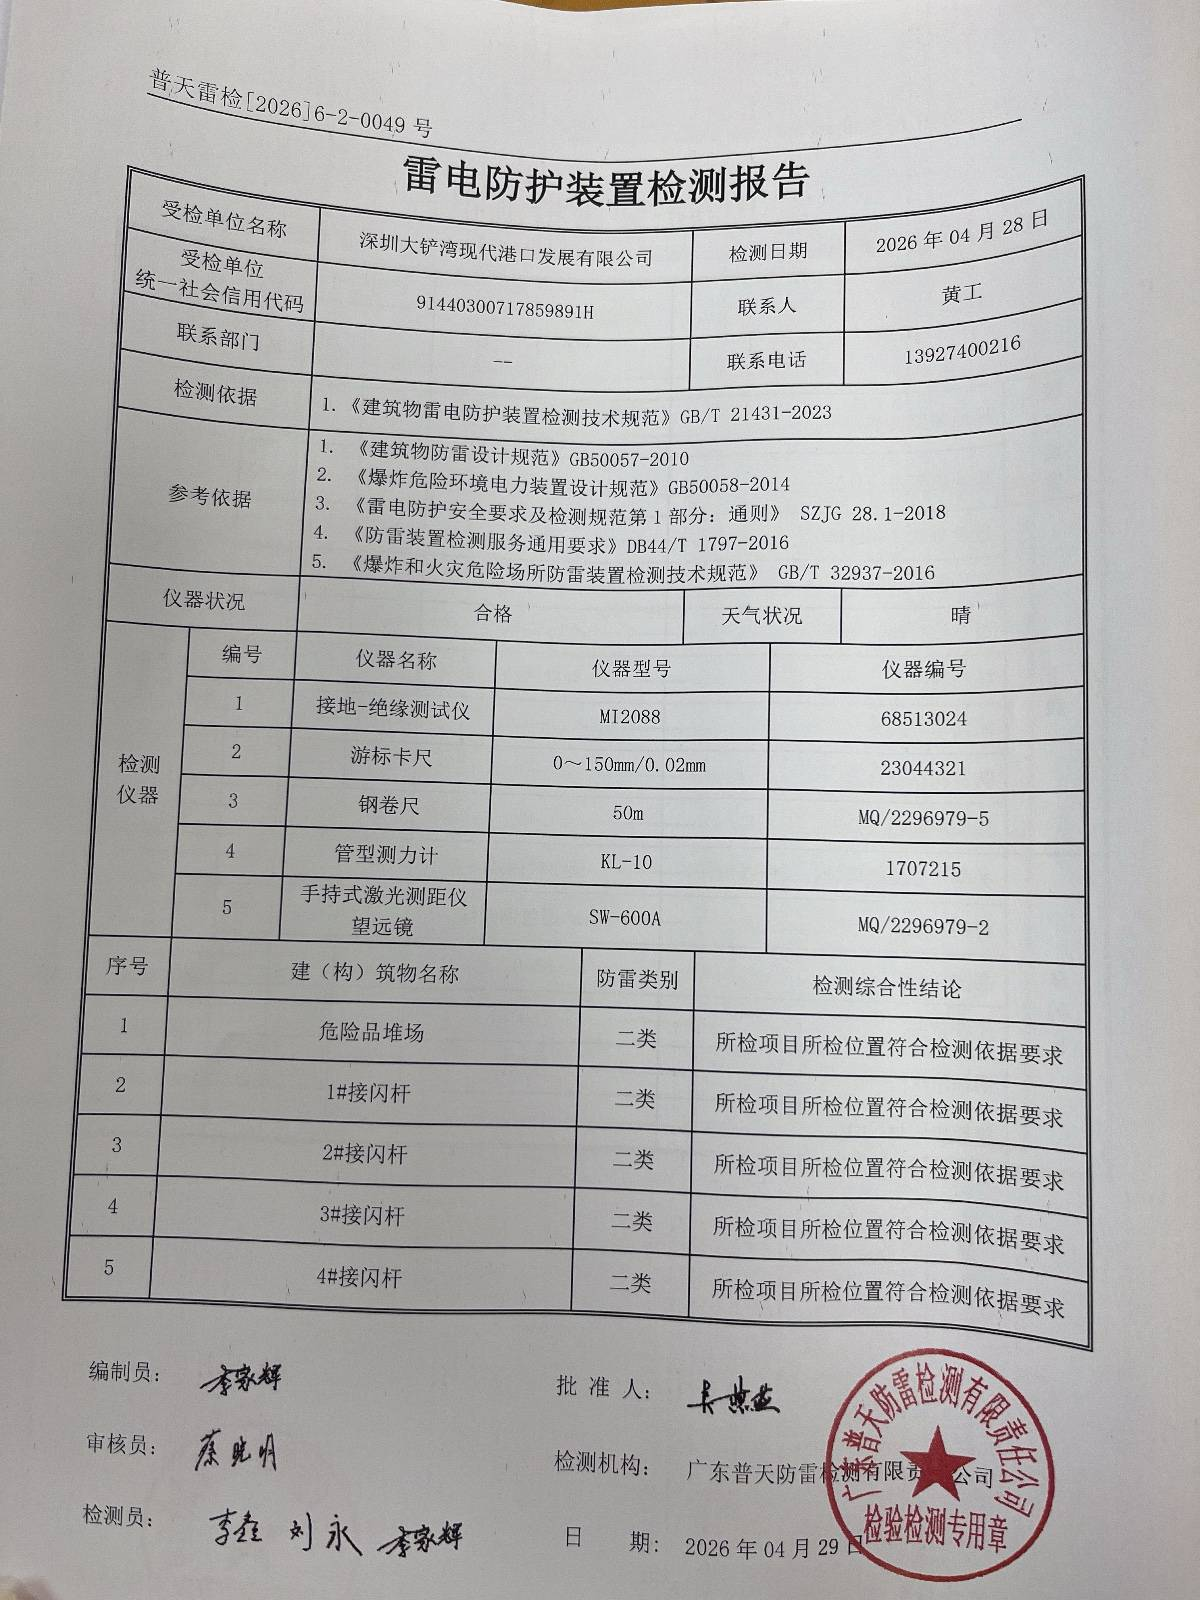 普天雷检[2026]6-2-0049 号
雷电防护装置检测报告
受检单位名称 深圳大铲湾现代港口发展有限公司 检测日期 2026 年 04 月 28 日
受检单位
统一社会信用代码 91440300717859891H 联系人 黄工
联系部门 -- 联系电话 13927400216
检测依据 1.《建筑物雷电防护装置检测技术规范》GB/T 21431-2023
参考依据
1. 《建筑物防雷设计规范》GB50057-2010
2. 《爆炸危险环境电力装置设计规范》GB50058-2014
3. 《雷电防护安全要求及检测规范第 1 部分：通则》 SZJG 28.1-2018
4. 《防雷装置检测服务通用要求》DB44/T 1797-2016
5. 《爆炸和火灾危险场所防雷装置检测技术规范》 GB/T 32937-2016
仪器状况 合格 天气状况 晴
检测
仪器
编号 仪器名称 仪器型号 仪器编号
1 接地-绝缘测试仪 MI2088 68513024
2 游标卡尺 0～150mm/0.02mm 23044321
3 钢卷尺 50m MQ/2296979-5
4 管型测力计 KL-10 1707215
5 手持式激光测距仪
望远镜 SW-600A MQ/2296979-2
序号 建（构）筑物名称 防雷类别 检测综合性结论
1 危险品堆场 二类 所检项目所检位置符合检测依据要求
2 1#接闪杆 二类 所检项目所检位置符合检测依据要求
3 2#接闪杆 二类 所检项目所检位置符合检测依据要求
4 3#接闪杆 二类 所检项目所检位置符合检测依据要求
5 4#接闪杆 二类 所检项目所检位置符合检测依据要求
编制员： 李家辉
批 准 人：
审核员： 蔡晓明
检测机构： 广东普天防雷检测有限责任公司
检测员： 李鑫 刘永 李家辉
日 期： 2026 年 04 月 29 日
广东普天防雷检测有限责任公司
检验检测专用章